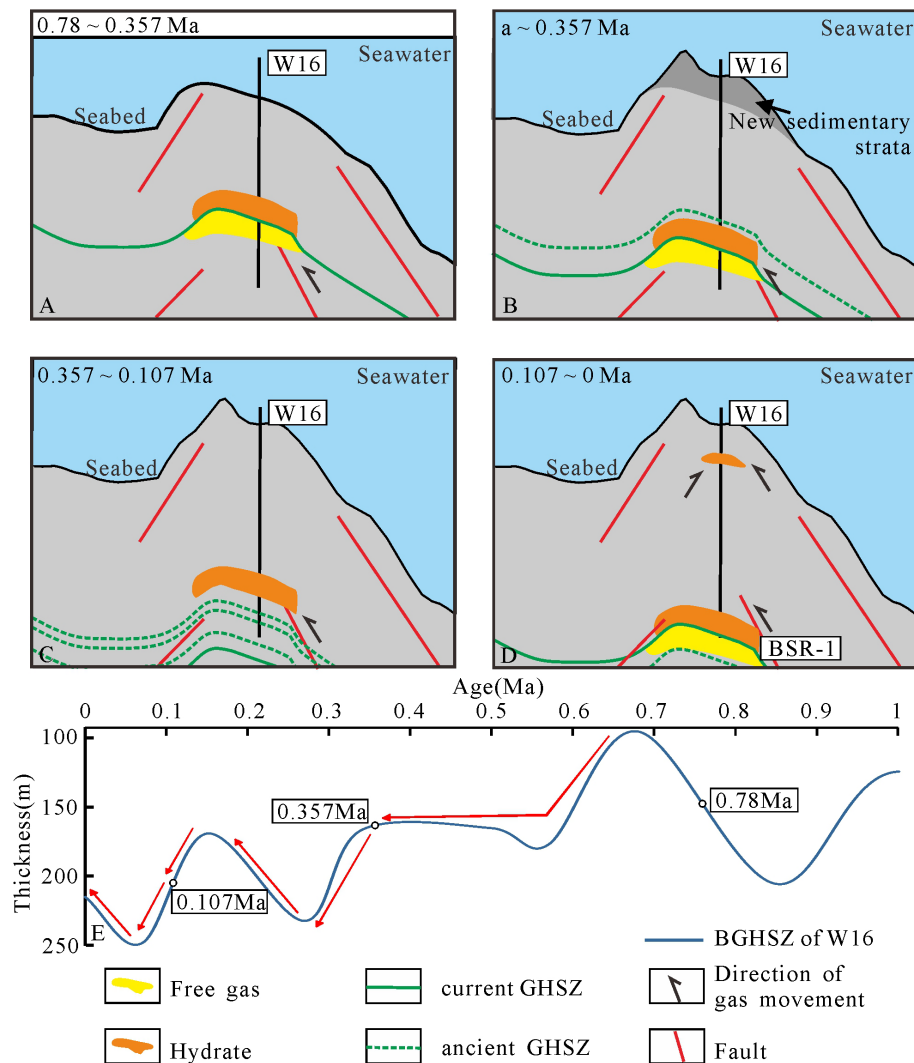 0.78 ~ 0.357 Ma
Seawater
W16
Seabed
A
a ~ 0.357 Ma
Seawater
W16
Seabed
New sedimentary
strata
B
0.357 ~ 0.107 Ma
Seawater
W16
Seabed
C
0.107 ~ 0 Ma
Seawater
W16
Seabed
BSR-1
D
Age(Ma)
0 0.1 0.2 0.3 0.4 0.5 0.6 0.7 0.8 0.9 1
Thickness(m)
100
150
200
250
0.357Ma
0.78Ma
0.107Ma
E
BGHSZ of W16
Free gas
current GHSZ
Direction of
gas movement
Hydrate
ancient GHSZ
Fault